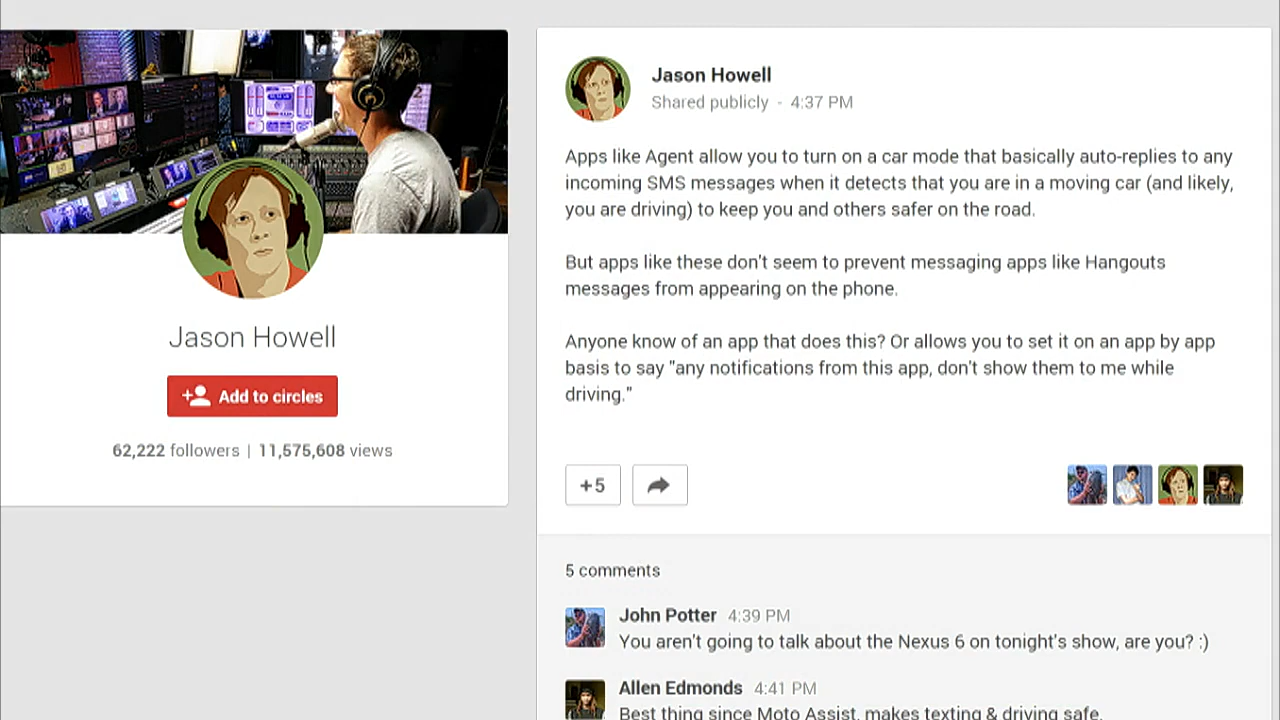 Jason Howell
Add to circles
62,222 followers | 11,575,608 views
Jason Howell
Shared publicly - 4:37 PM
Apps like Agent allow you to turn on a car mode that basically auto-replies to any
incoming SMS messages when it detects that you are in a moving car (and likely,
you are driving) to keep you and others safer on the road.
But apps like these don't seem to prevent messaging apps like Hangouts
messages from appearing on the phone.
Anyone know of an app that does this? Or allows you to set it on an app by app
basis to say "any notifications from this app, don't show them to me while
driving."
+5
5 comments
John Potter 4:39 PM
You aren't going to talk about the Nexus 6 on tonight's show, are you? :)
Allen Edmonds 4:41 PM
Best thing since Moto Assist, makes texting & driving safe.